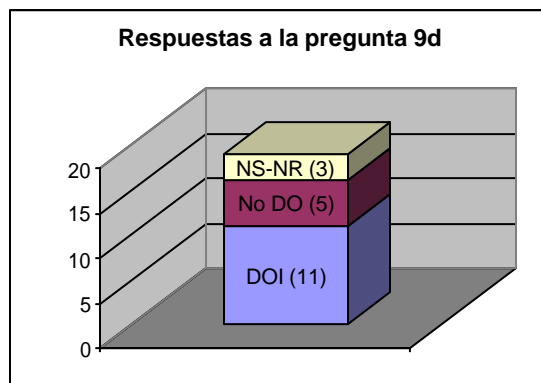 Respuestas a la pregunta 9d
20
15
10
5
0
NS-NR (3)
No DO (5)
DOI (11)